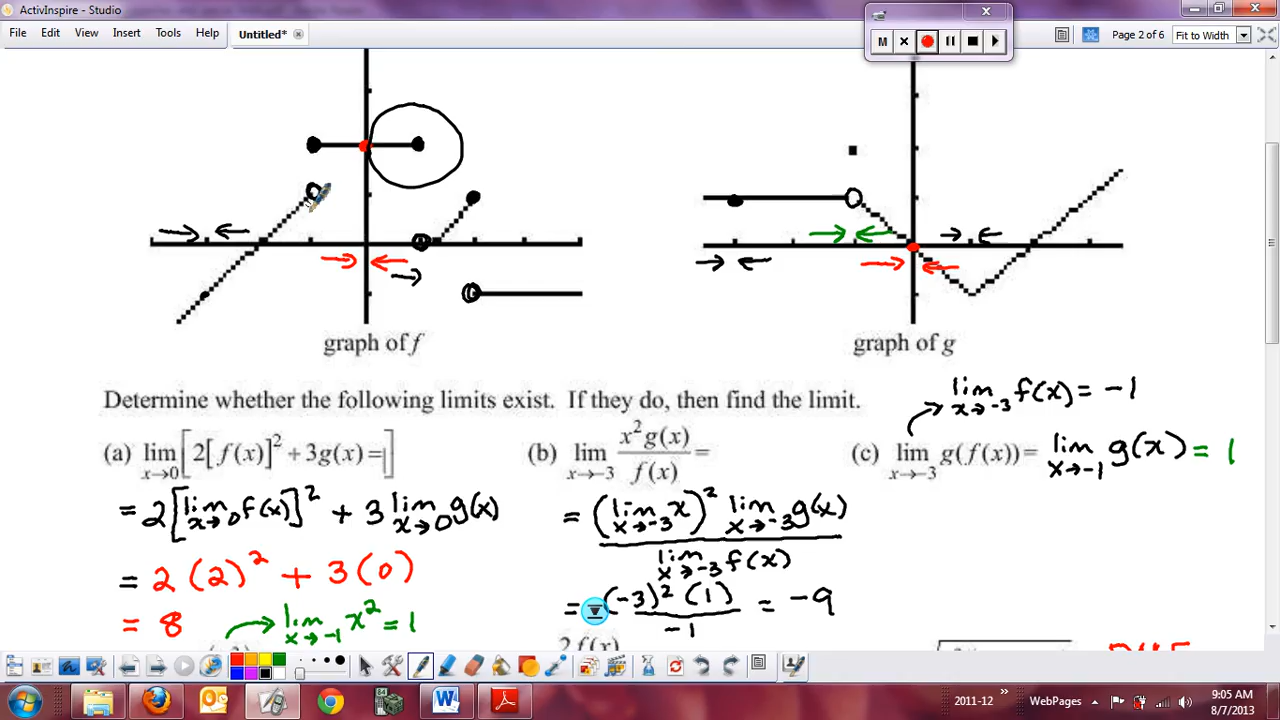 ActivInspire - Studio
File Edit View Insert Tools Help Untitled* Page 2 of 6 Fit to Width
M
graph of f graph of g
Determine whether the following limits exist. If they do, then find the limit.
lim x→-3 f(x) = -1
(a) lim x→0 [2[f(x)]² + 3g(x) =] (b) lim x→-3 x²g(x)/f(x) = (c) lim x→-3 g(f(x)) = lim x→-1 g(x) = 1
= 2[lim x→0 f(x)]² + 3 lim x→0 g(x) = (lim x→-3 x)² lim x→-3 g(x) / lim x→-3 f(x)
= 2(2)² + 3(0) = (-3)²(1)/-1 = -9
= 8 lim x→-1 x² = 1
2 f(x)
2011-12 WebPages 9:05 AM
8/7/2013